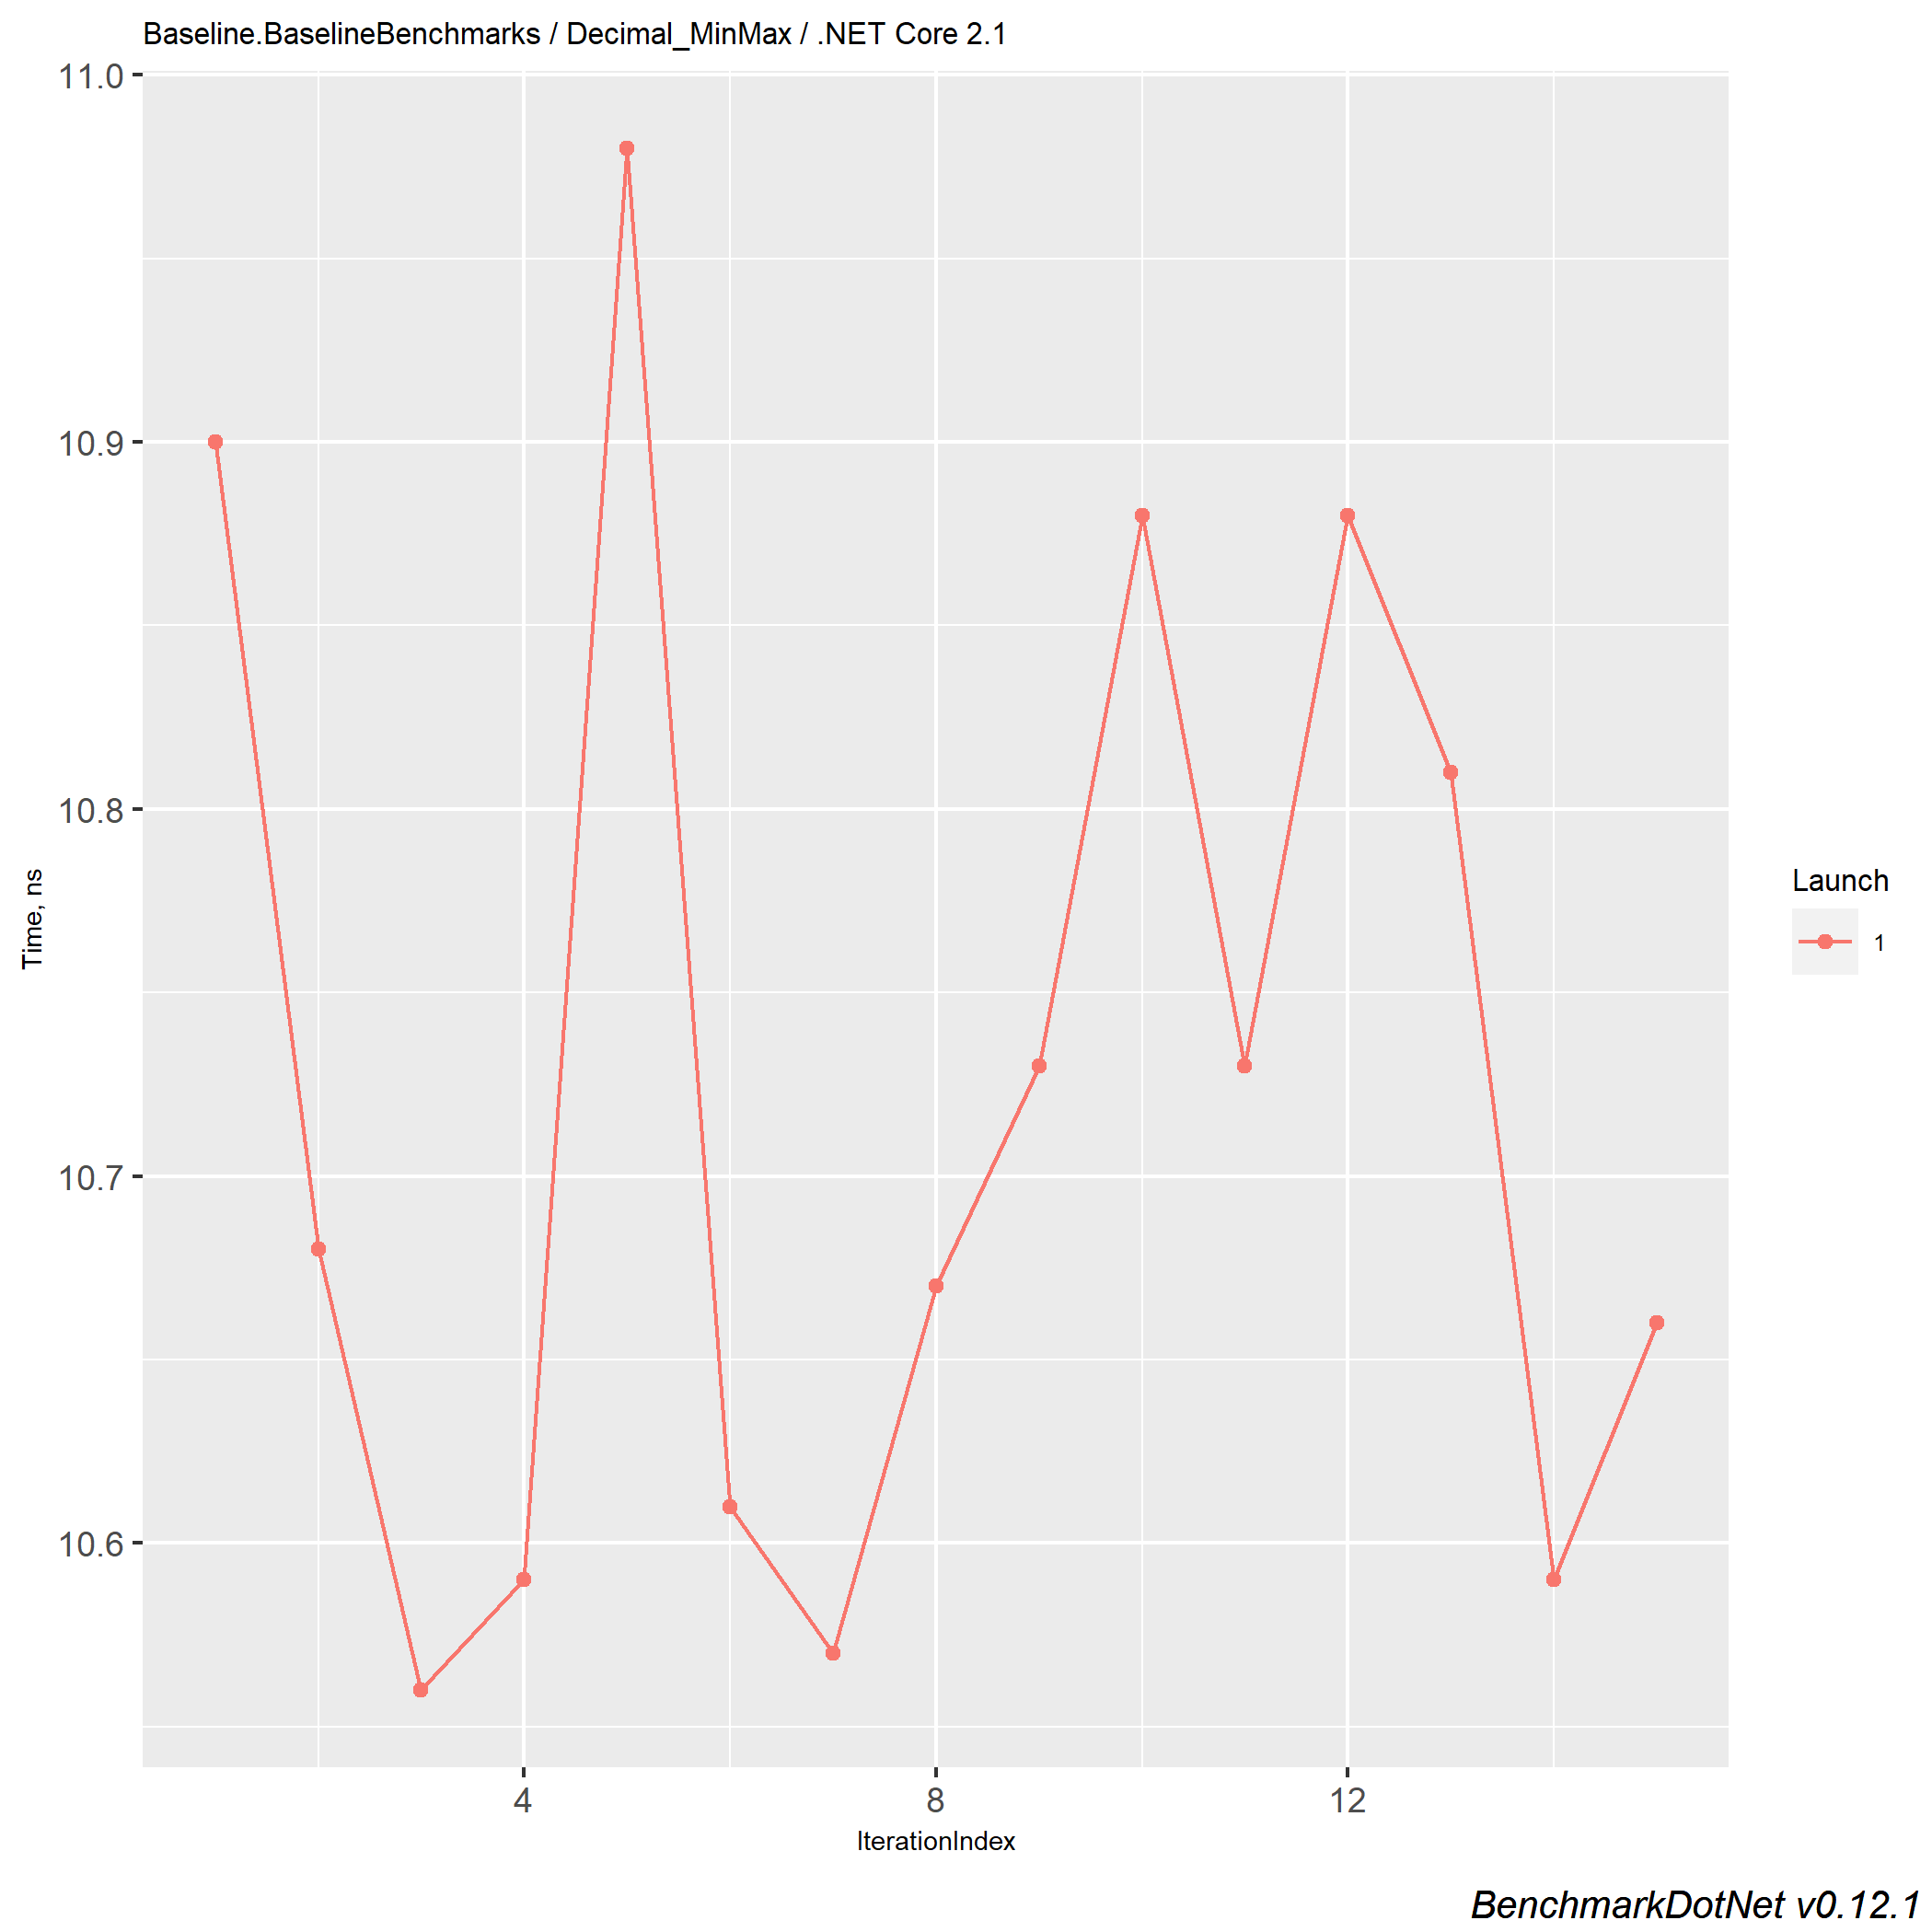 Baseline.BaselineBenchmarks / Decimal_MinMax / .NET Core 2.1
11.0
10.9
10.8
10.7
10.6
Time, ns
4
8
12
IterationIndex
Launch
1
BenchmarkDotNet v0.12.1